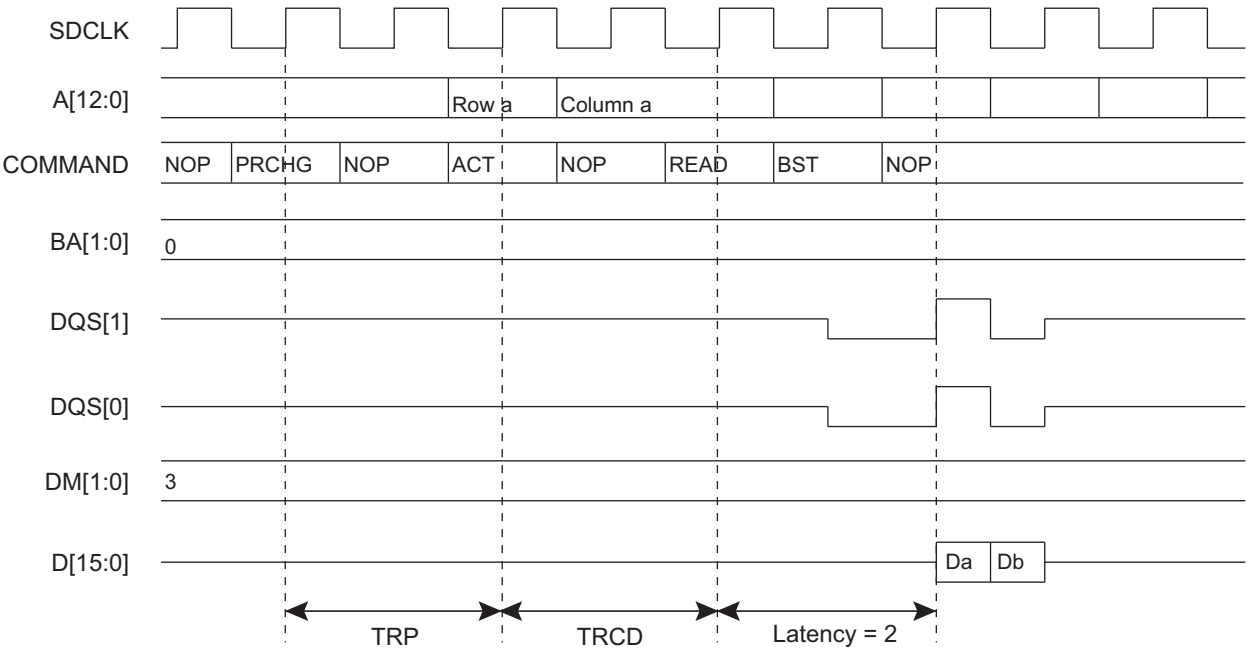 SDCLK
A[12:0] Row a Column a
COMMAND NOP PRCHG NOP ACT NOP READ BST NOP
BA[1:0] 0
DQS[1]
DQS[0]
DM[1:0] 3
D[15:0] Da Db
TRP TRCD Latency = 2